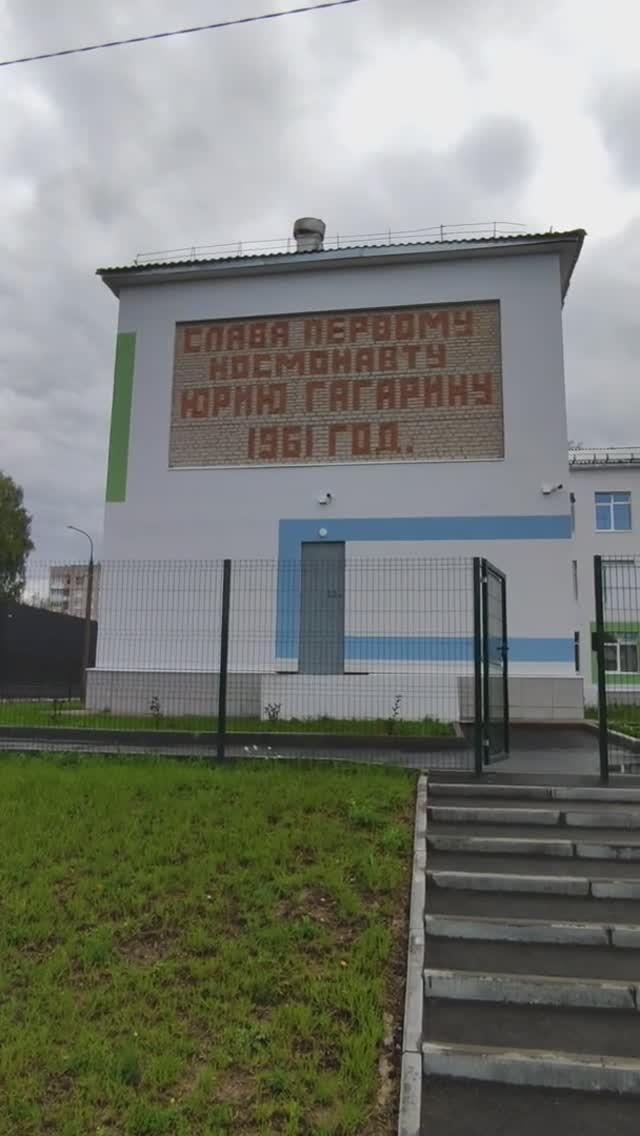 СЛАВА ПЕРВОМУ
КОСМОНАВТУ
ЮРИЮ ГАГАРИНУ
1961 ГОД.